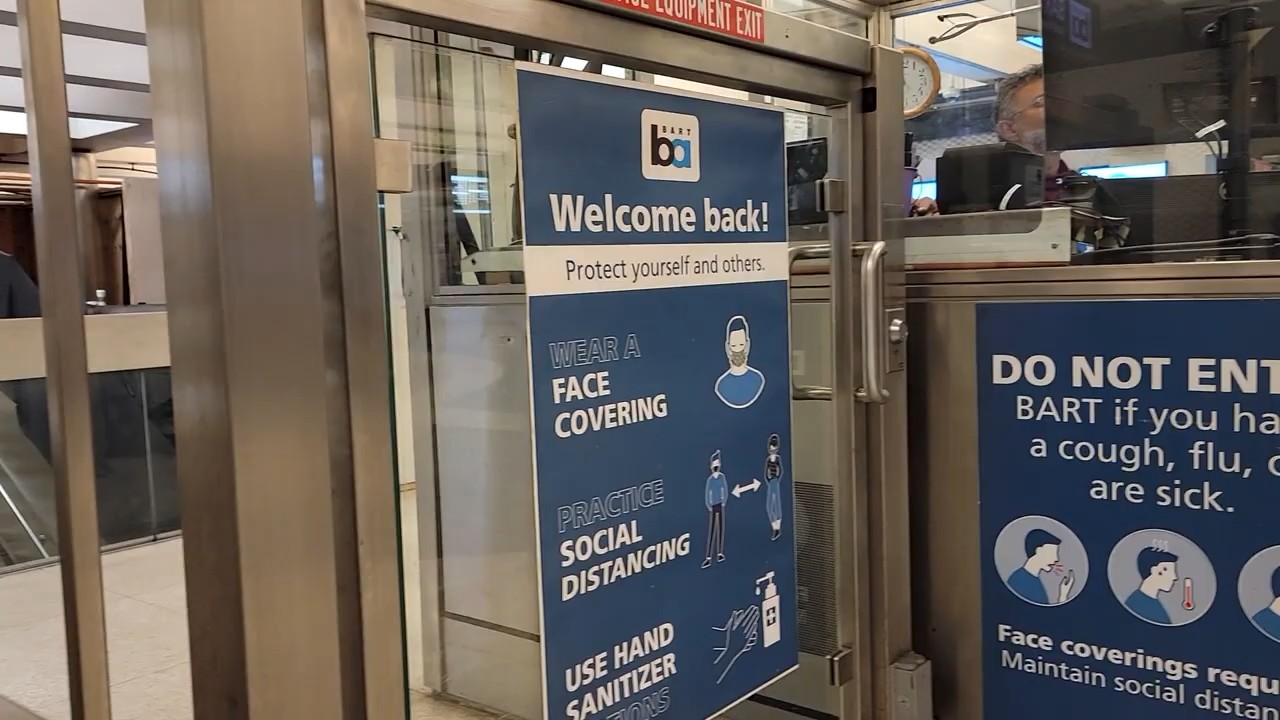 EQUIPMENT EXIT
BART
ba
Welcome back!
Protect yourself and others.
WEAR A
FACE
COVERING
PRACTICE
SOCIAL
DISTANCING
USE HAND
SANITIZER
DO NOT ENT
BART if you ha
a cough, flu,
are sick.
Face coverings requ
Maintain social distan